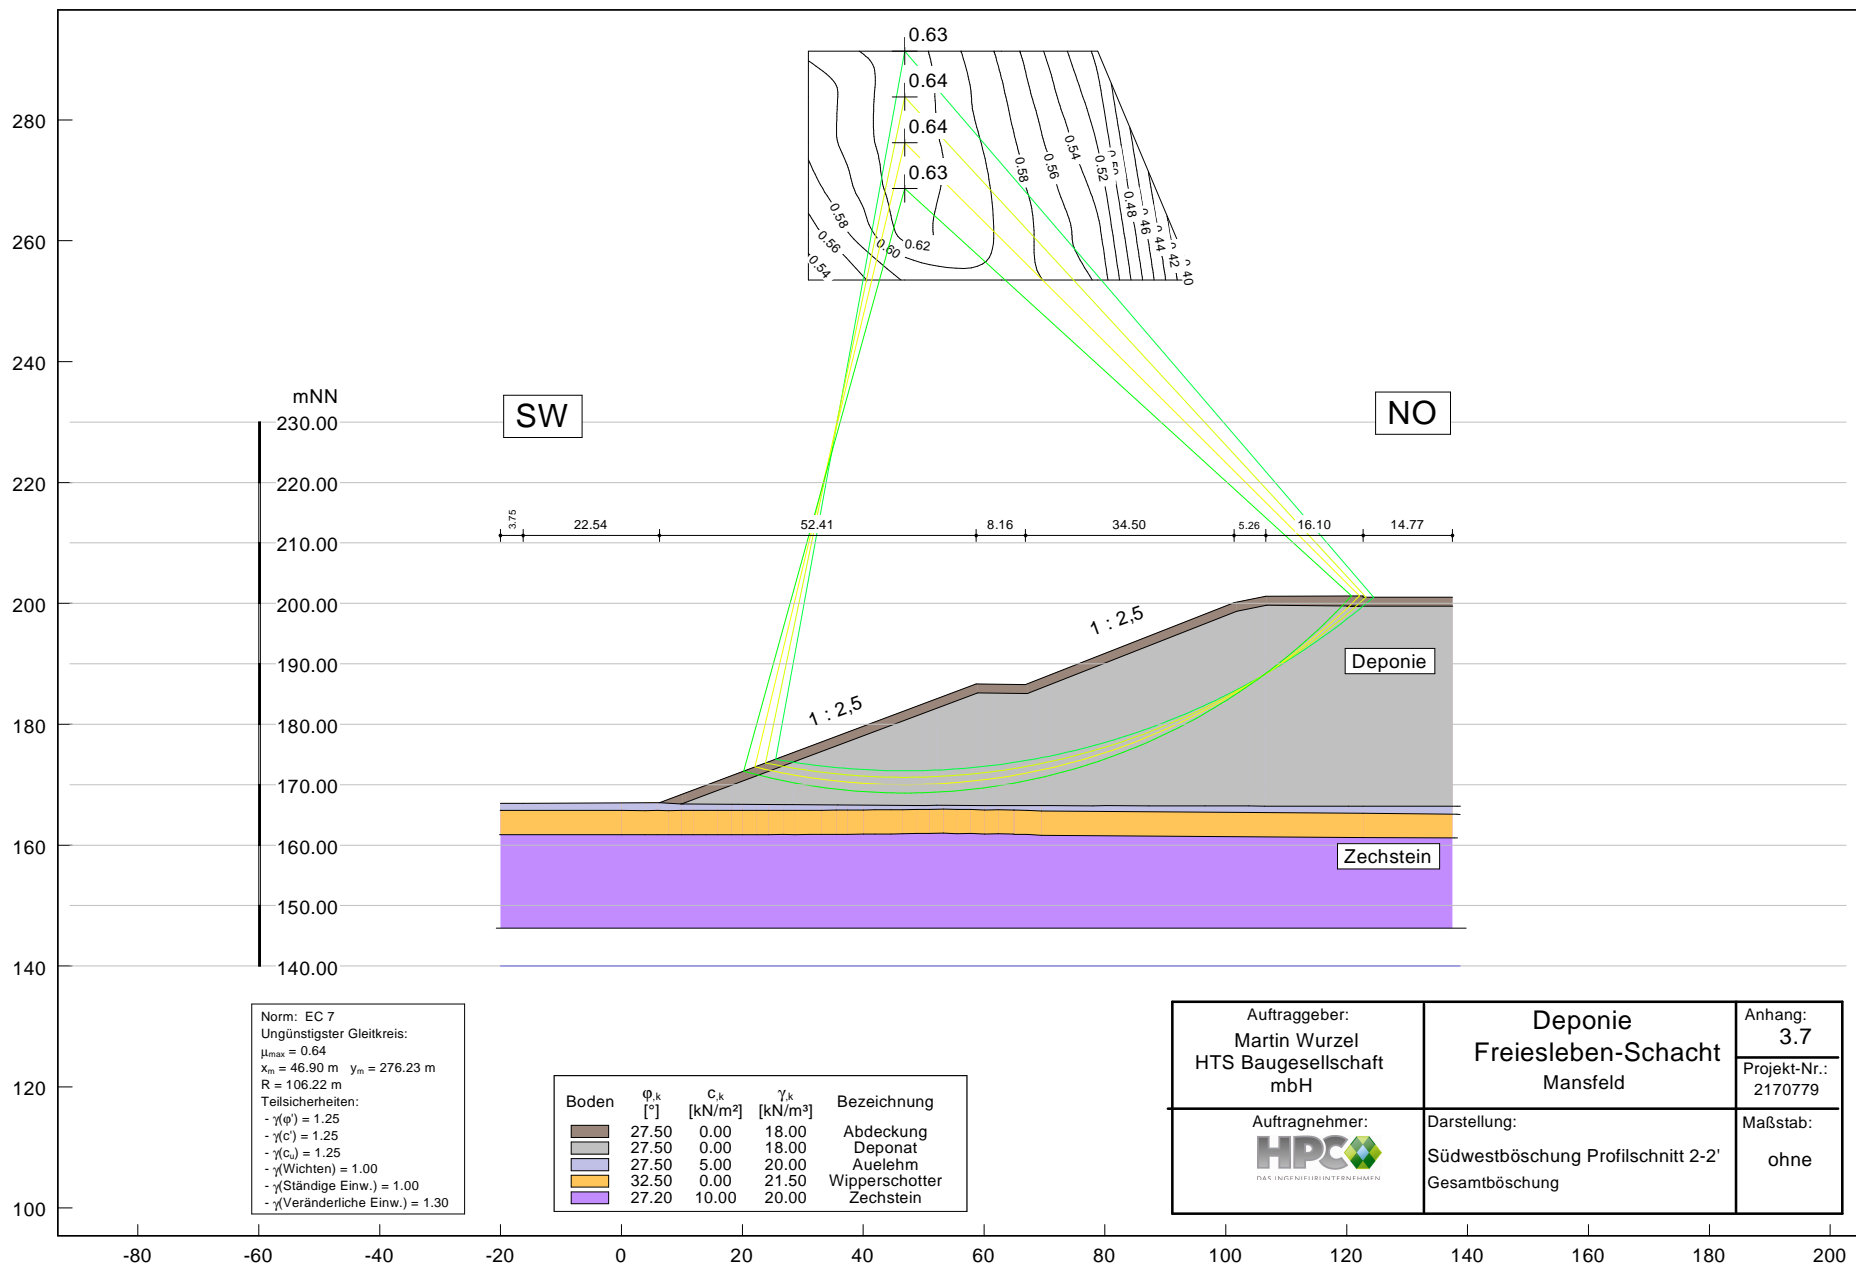 0.63
0.64
0.64
0.63
0.58
0.56
0.54
0.52
0.48
0.46
0.44
0.42
0.40
0.58
0.56
0.54
0.60
0.62
280
260
240
220
200
180
160
140
120
100
mNN
230.00
220.00
210.00
200.00
190.00
180.00
170.00
160.00
150.00
140.00
SW
NO
3.75 22.54 52.41 8.16 34.50 5.26 16.10 14.77
1 : 2,5
1 : 2,5
Deponie
Zechstein
Norm: EC 7
Ungünstigster Gleitkreis:
μmax = 0.64
xm = 46.90 m ym = 276.23 m
R = 106.22 m
Teilsicherheiten:
- γ(φ') = 1.25
- γ(c') = 1.25
- γ(cu) = 1.25
- γ(Wichten) = 1.00
- γ(Ständige Einw.) = 1.00
- γ(Veränderliche Einw.) = 1.30
Boden φ,k [°] c,k [kN/m²] γ,k [kN/m³] Bezeichnung
27.50 0.00 18.00 Abdeckung
27.50 0.00 18.00 Deponat
27.50 5.00 20.00 Auelehm
32.50 0.00 21.50 Wipperschotter
27.20 10.00 20.00 Zechstein
Auftraggeber:
Martin Wurzel
HTS Baugesellschaft
mbH
Deponie
Freiesleben-Schacht
Mansfeld
Anhang:
3.7
Projekt-Nr.:
2170779
Auftragnehmer:
HPC
DAS INGENIEURUNTERNEHMEN
Darstellung:
Südwestböschung Profilschnitt 2-2'
Gesamtböschung
Maßstab:
ohne
-80 -60 -40 -20 0 20 40 60 80 100 120 140 160 180 200